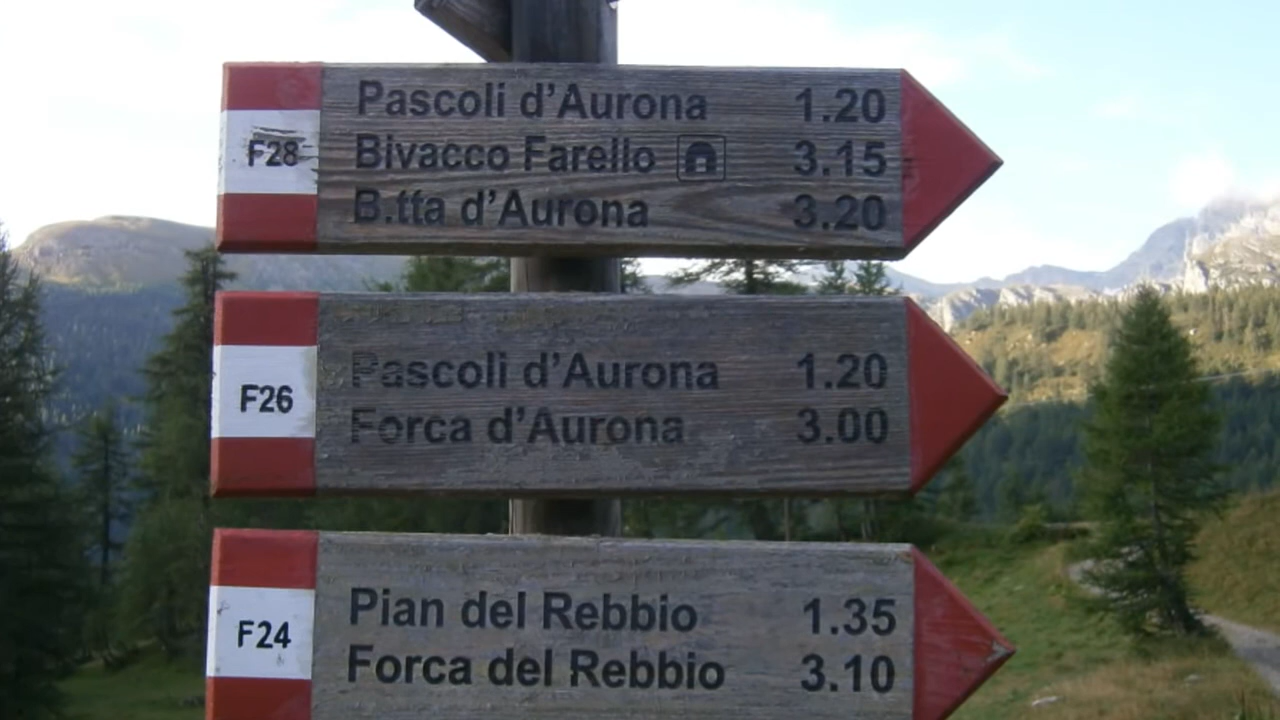 F28
Pascoli d'Aurona 1.20
Bivacco Farello 3.15
B.tta d'Aurona 3.20
F26
Pascoli d'Aurona 1.20
Forca d'Aurona 3.00
F24
Pian del Rebbio 1.35
Forca del Rebbio 3.10